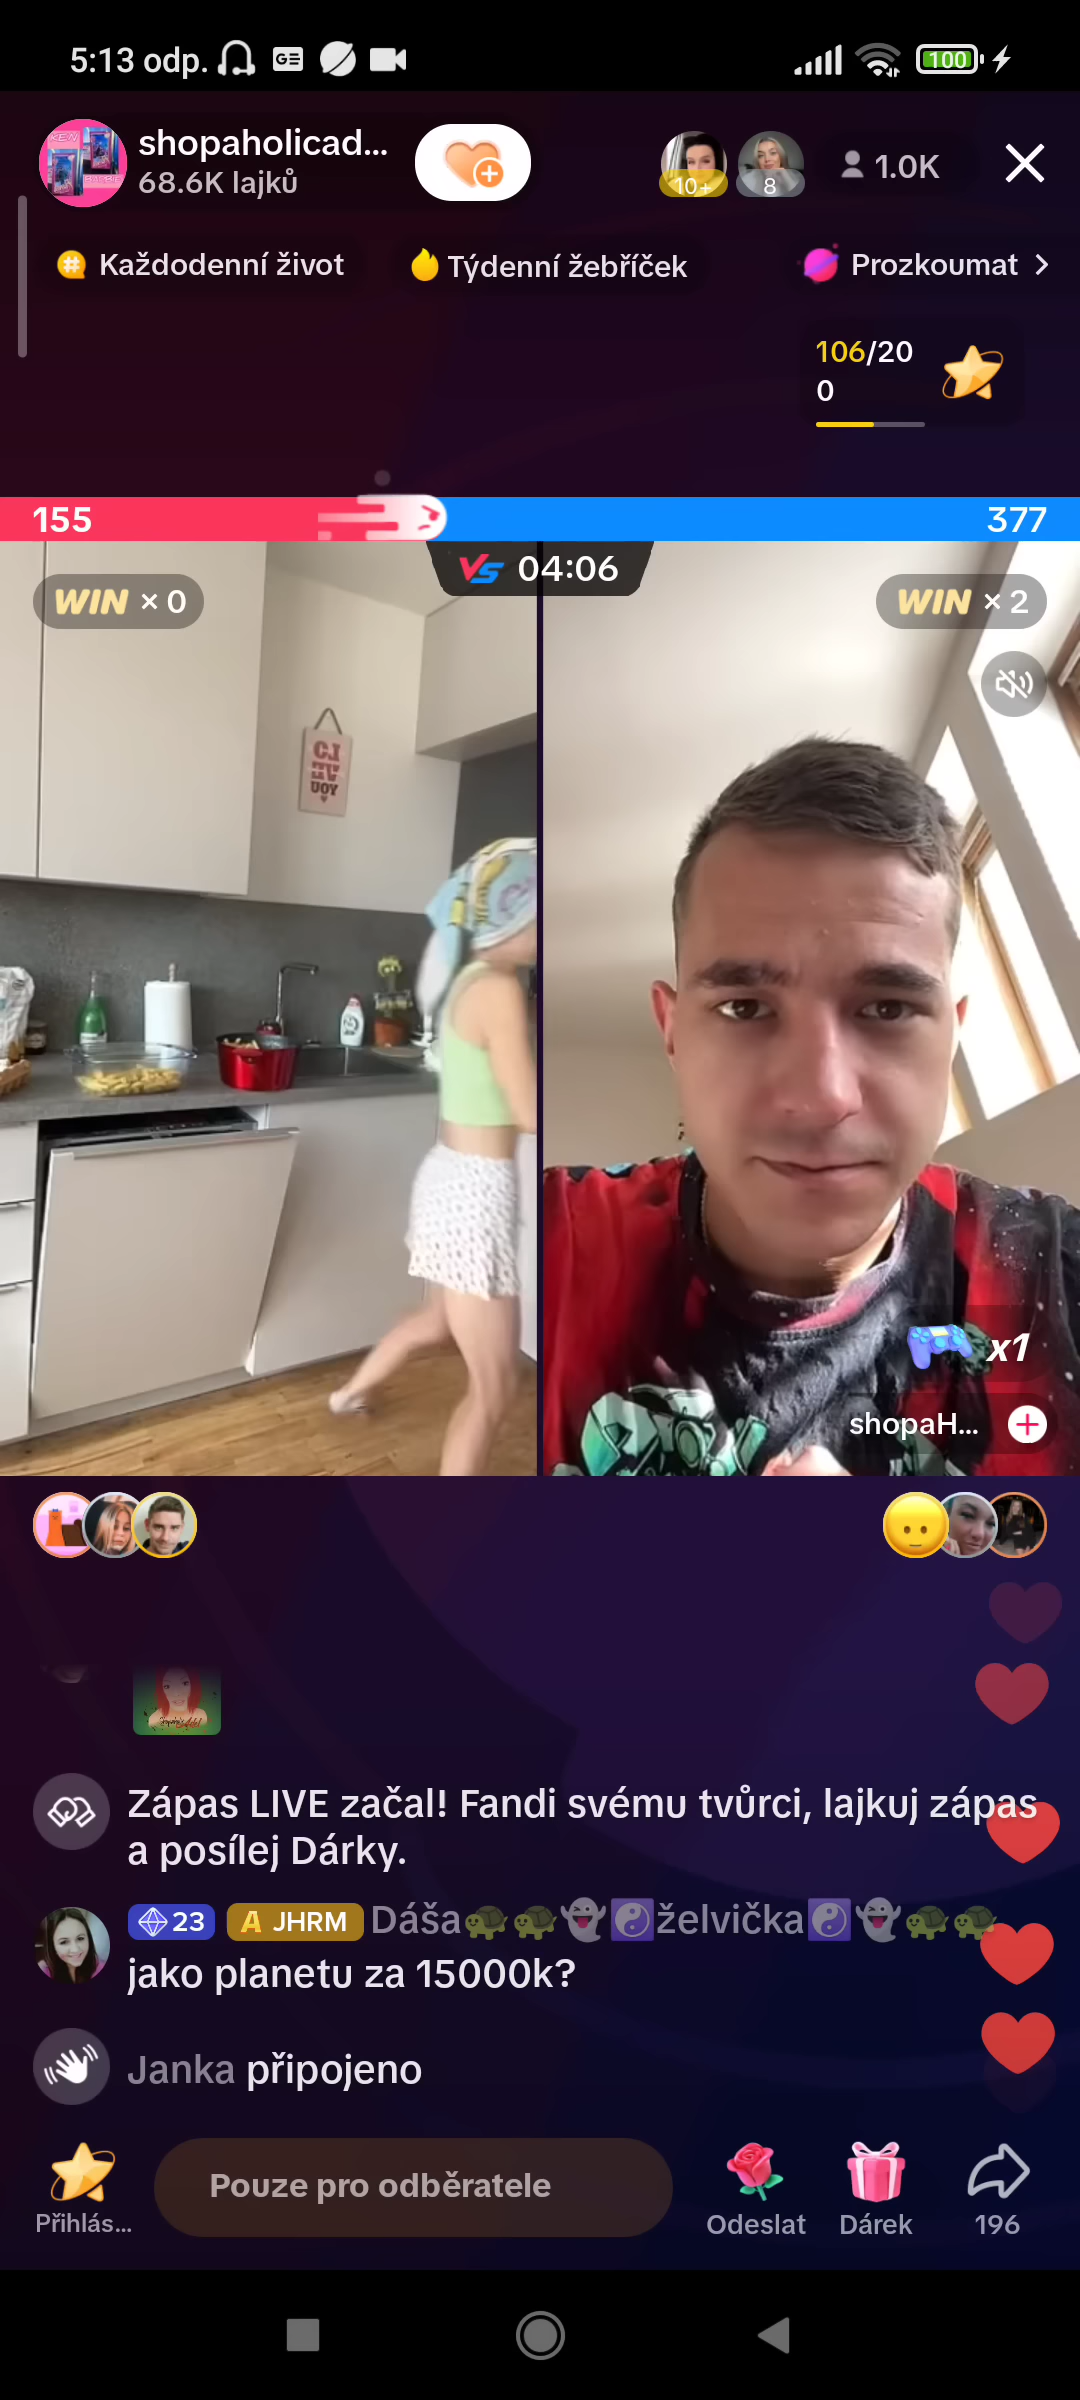 5:13 odp.
GE
100
shopaholicad...
68.6K lajků
10+
8
1.0K
Každodenní život
Týdenní žebříček
Prozkoumat
106/20
0
155
377
VS 04:06
WIN × 0
WIN × 2
x1
shopaH...
Zápas LIVE začal! Fandi svému tvůrci, lajkuj zápas
a posílej Dárky.
23 A JHRM Dáša🐢🐢👻☯️želvička☯️👻🐢🐢
jako planetu za 15000k?
Janka připojeno
Přihlás...
Pouze pro odběratele
Odeslat
Dárek
196